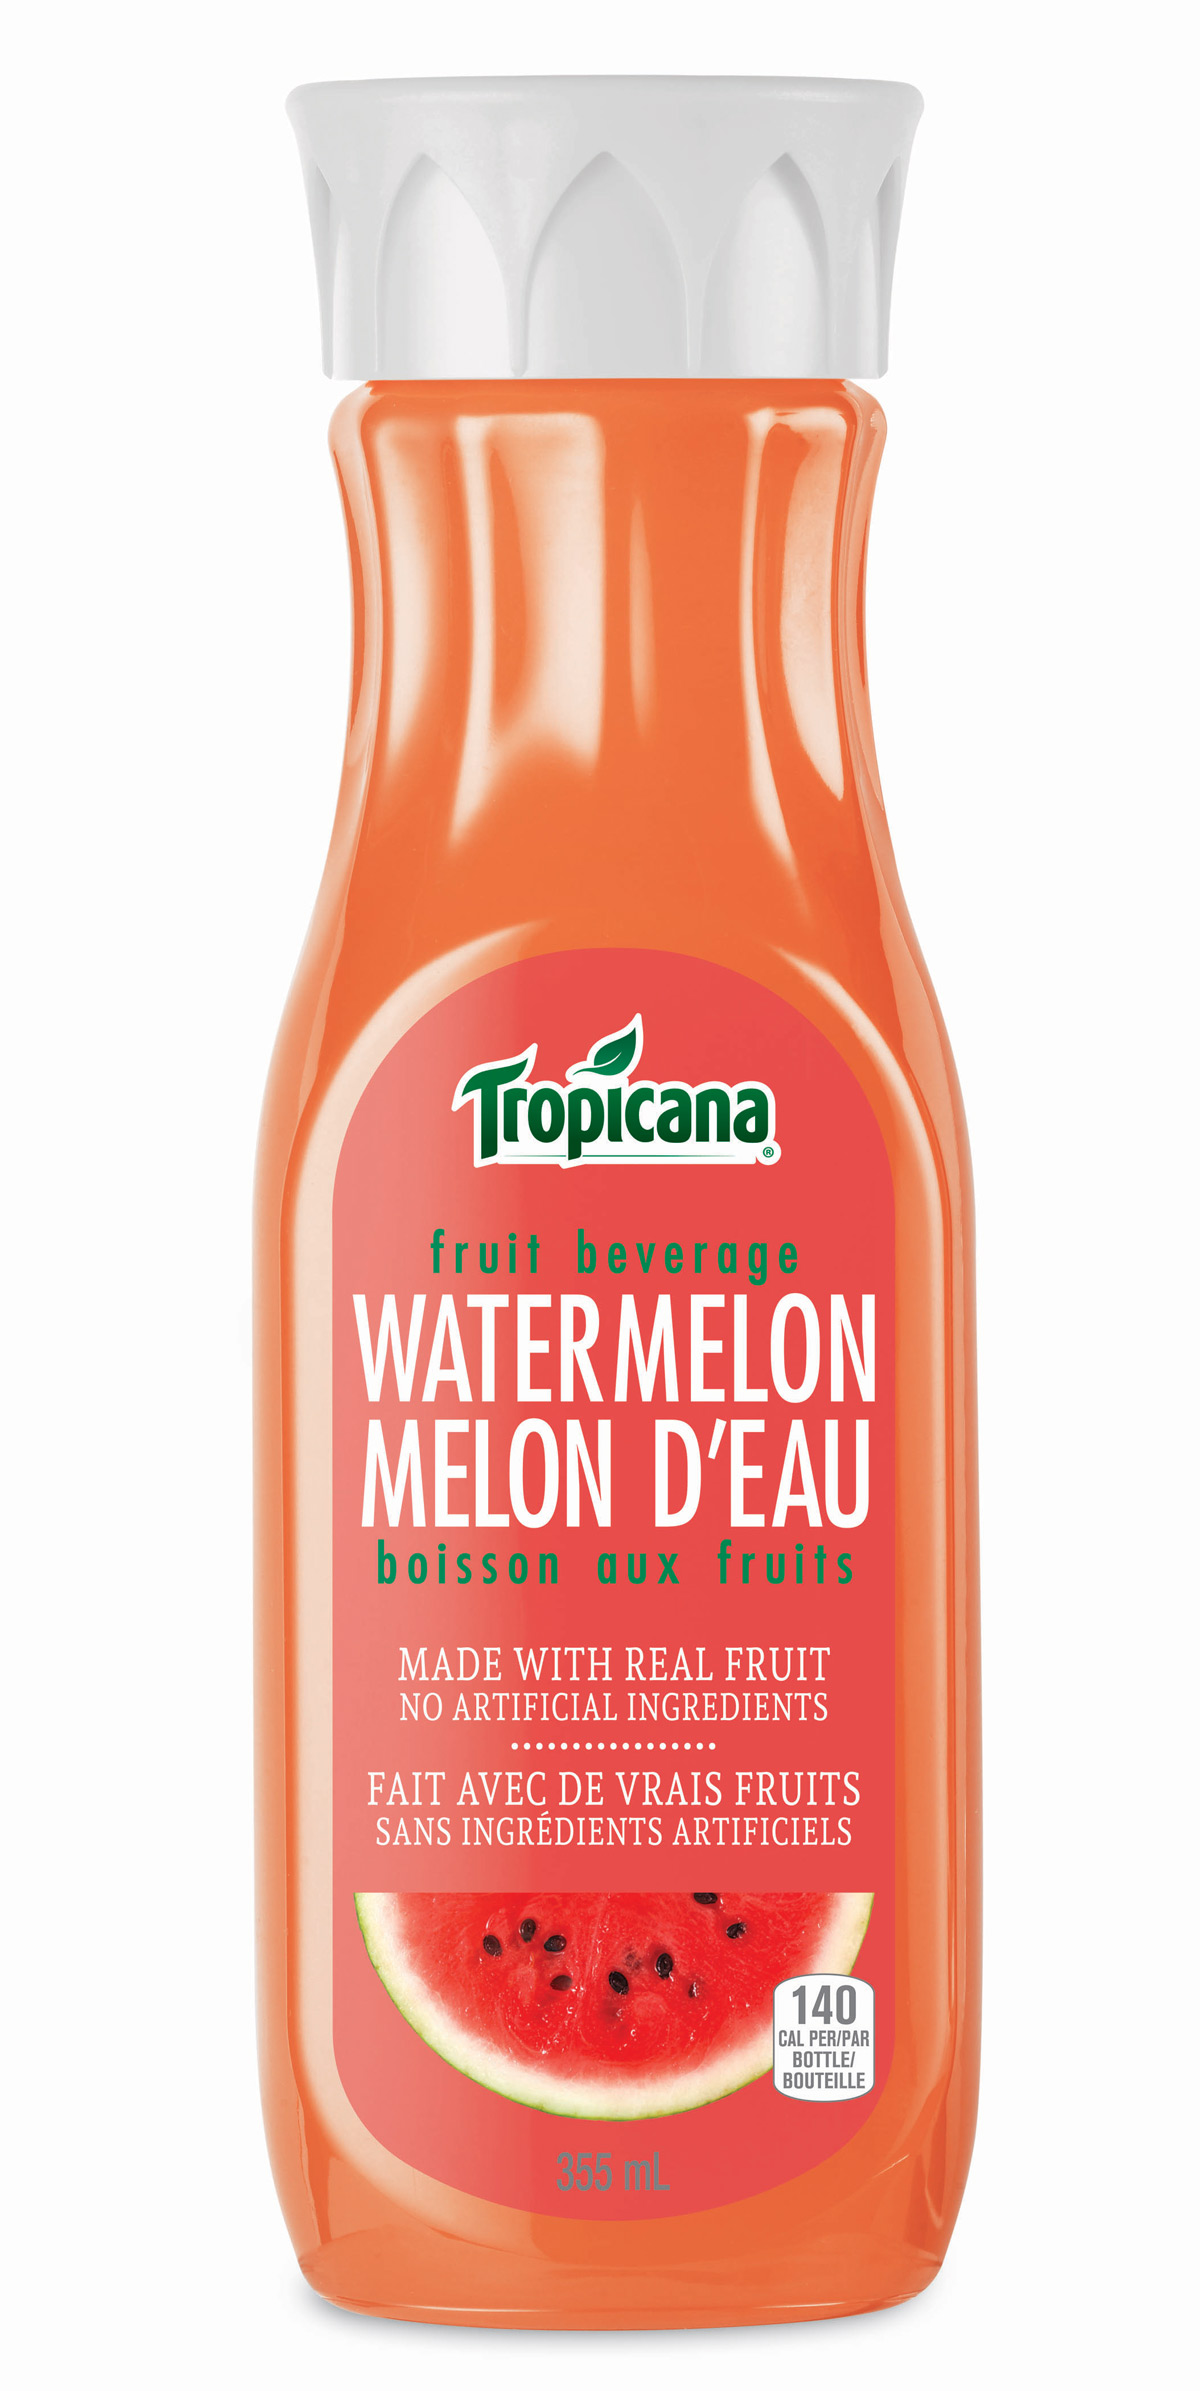 Tropicana®
fruit beverage
WATERMELON
MELON D'EAU
boisson aux fruits
MADE WITH REAL FRUIT
NO ARTIFICIAL INGREDIENTS
FAIT AVEC DE VRAIS FRUITS
SANS INGRÉDIENTS ARTIFICIELS
140
CAL PER/PAR
BOTTLE/
BOUTEILLE
355 mL